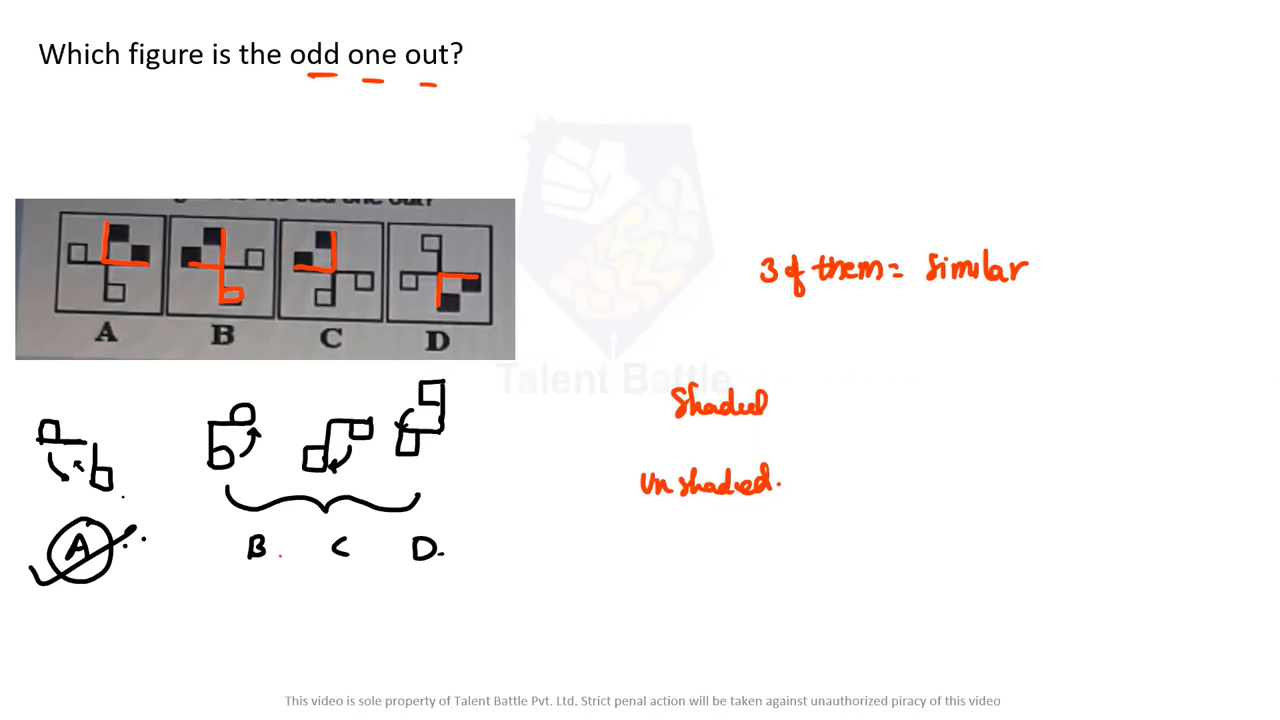 Which figure is the odd one out?
A B C D
3 of them = Similar
Talent Battle
Shaded
Unshaded.
A
B. C D.
This video is sole property of Talent Battle Pvt. Ltd. Strict penal action will be taken against unauthorized piracy of this video